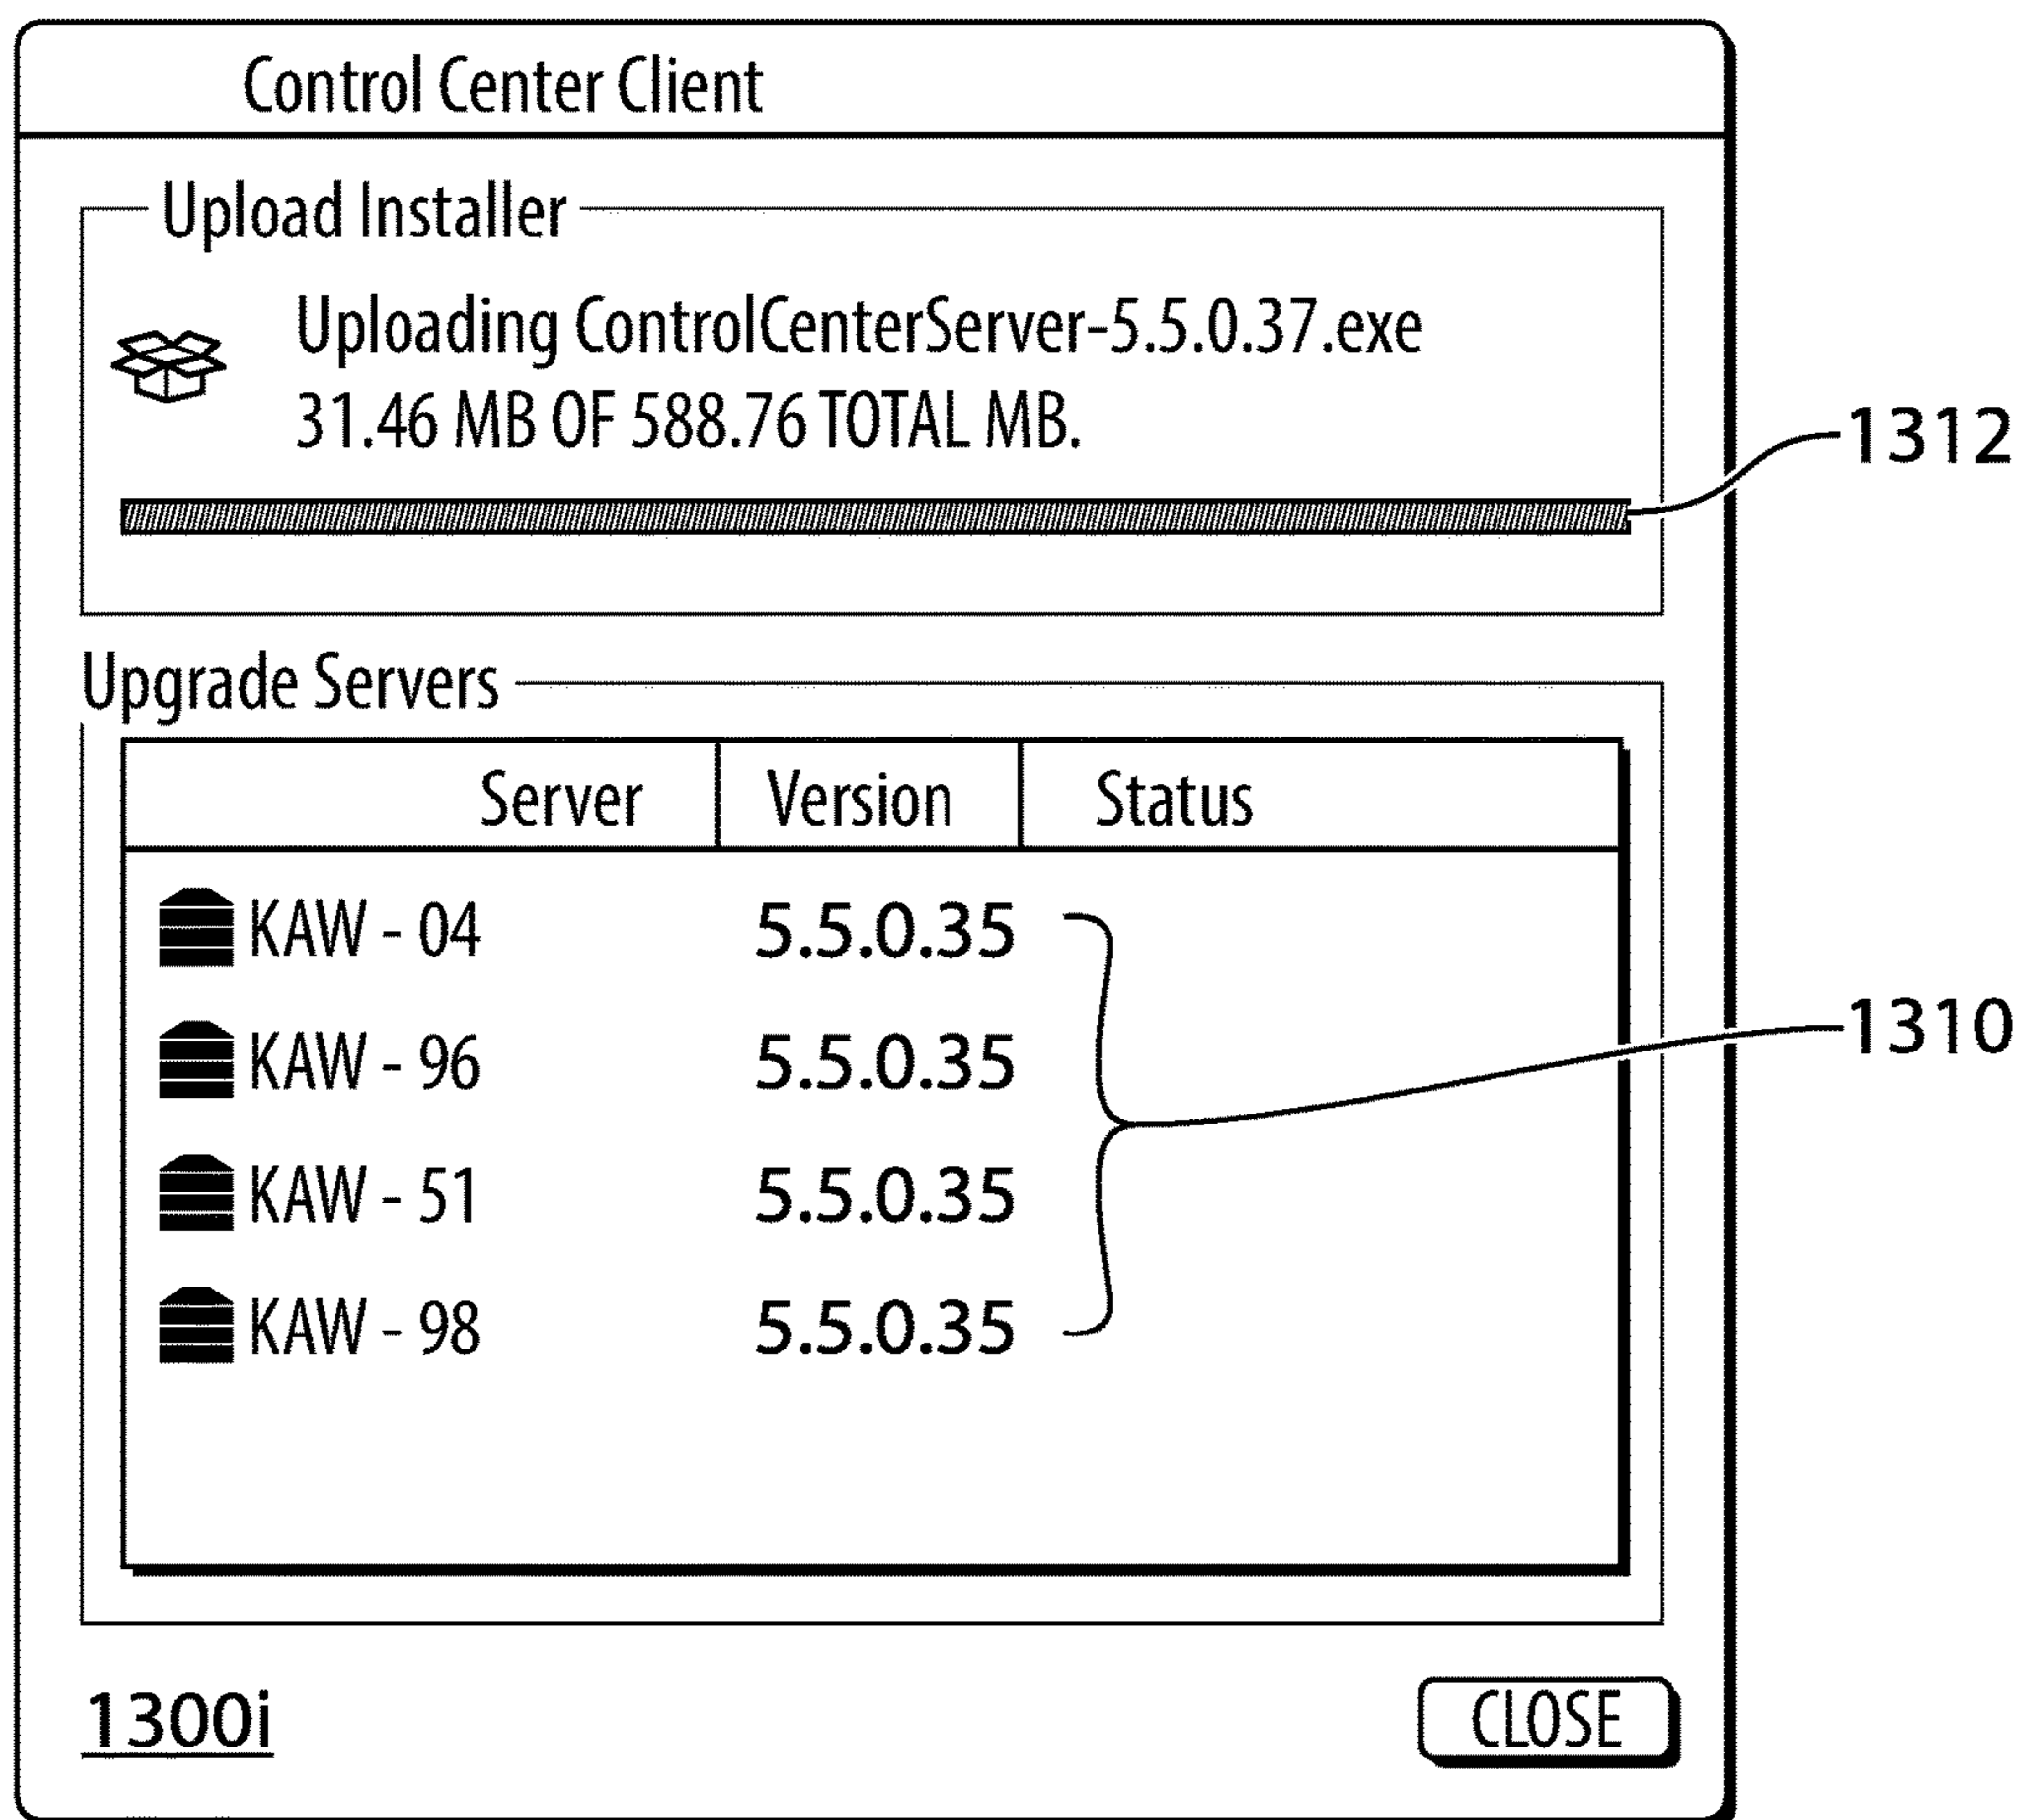 Control Center Client
Upload Installer
Uploading ControlCenterServer-5.5.0.37.exe
31.46 MB OF 588.76 TOTAL MB.
1312
Upgrade Servers
Server Version Status
KAW - 04 5.5.0.35
KAW - 96 5.5.0.35
1310
KAW - 51 5.5.0.35
KAW - 98 5.5.0.35
1300i
CLOSE